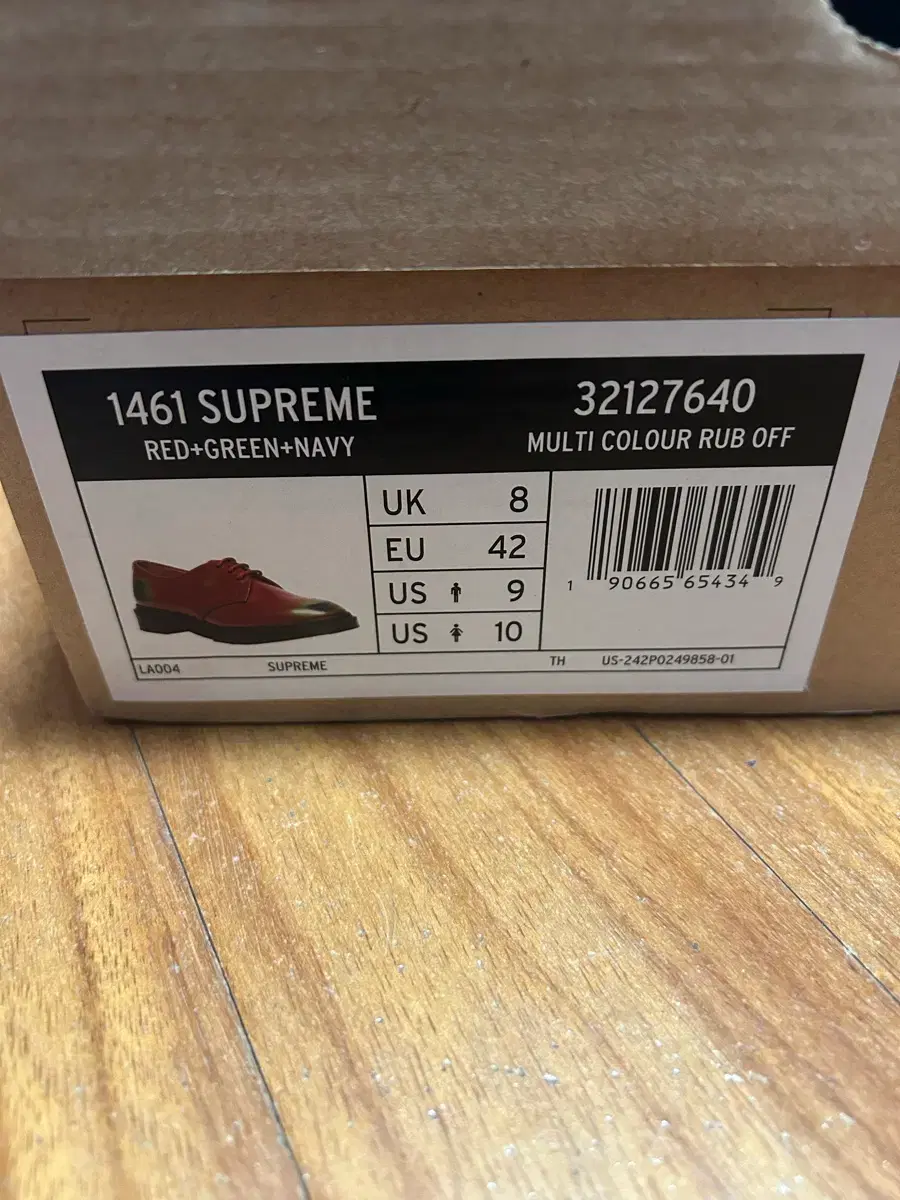 1461 SUPREME
RED+GREEN+NAVY
32127640
MULTI COLOUR RUB OFF
UK 8
EU 42
US 9
US 10
1 90665 65434 9
LA004 SUPREME TH US-242P0249858-01